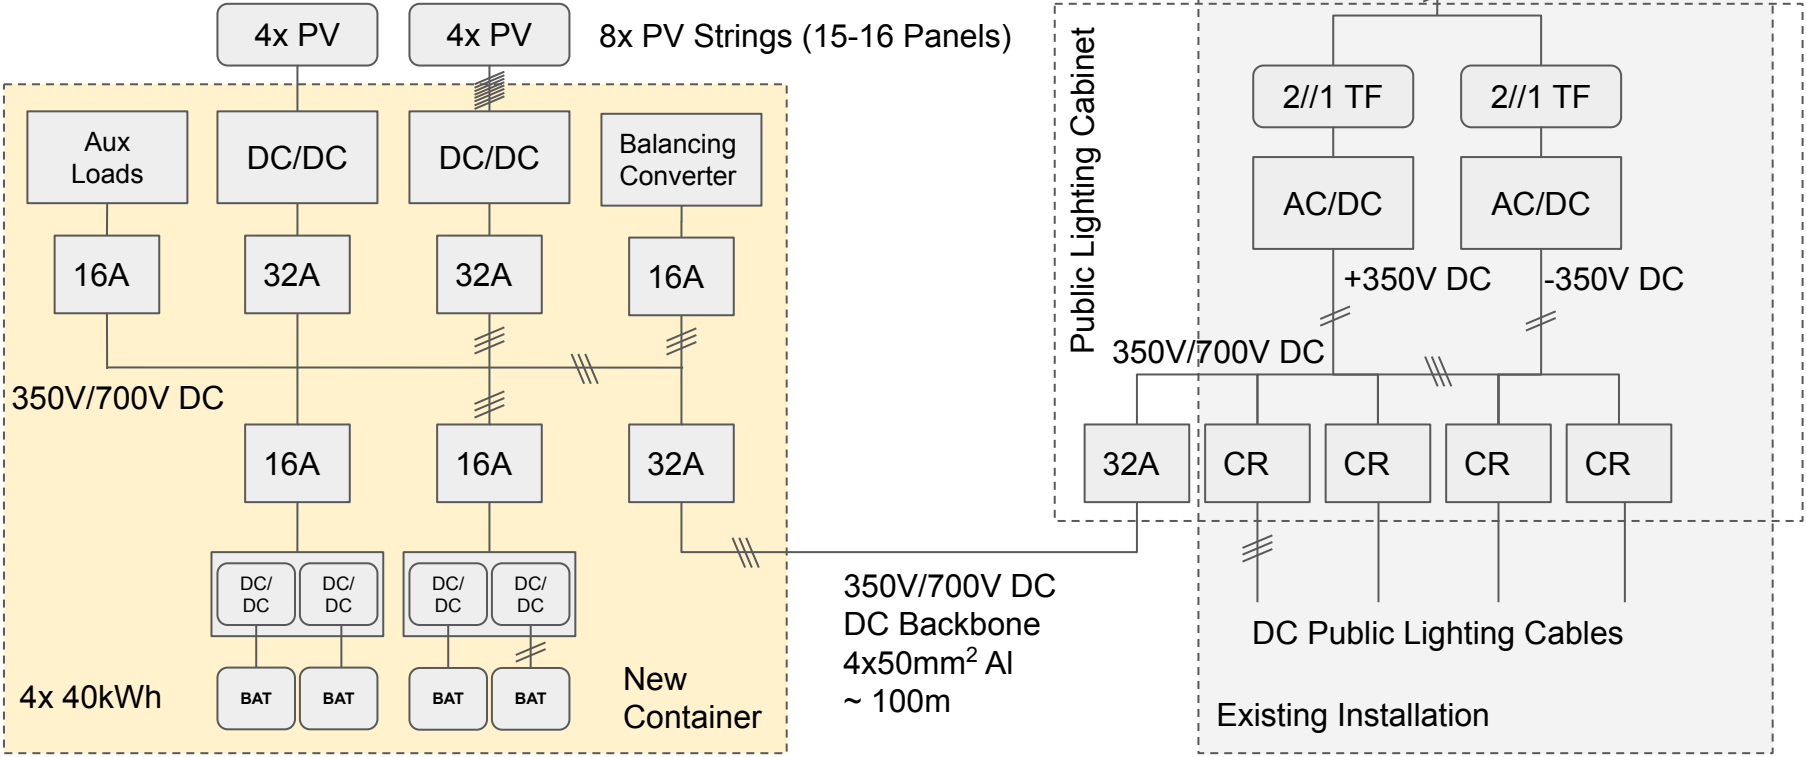 4x PV
4x PV
8x PV Strings (15-16 Panels)
Aux
Loads
DC/DC
DC/DC
Balancing
Converter
16A
32A
32A
16A
350V/700V DC
16A
16A
32A
DC/
DC
DC/
DC
DC/
DC
DC/
DC
4x 40kWh
BAT
BAT
BAT
BAT
New
Container
350V/700V DC
DC Backbone
4x50mm² Al
~ 100m
Public Lighting Cabinet
2//1 TF
2//1 TF
AC/DC
AC/DC
+350V DC
-350V DC
350V/700V DC
32A
CR
CR
CR
CR
DC Public Lighting Cables
Existing Installation